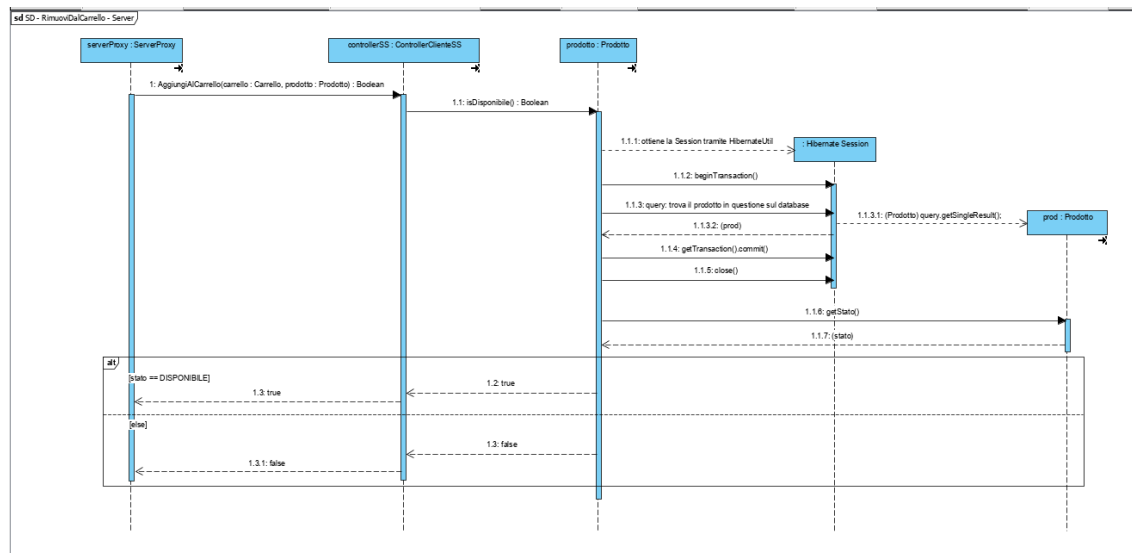 sd SD - RimuoviDalCarrello - Server
serverProxy : ServerProxy
controllerSS : ControllerClienteSS
prodotto : Prodotto
1: AggiungiAlCarrello(carrello : Carrello, prodotto : Prodotto) : Boolean
1.1: isDisponibile() : Boolean
1.1.1: ottiene la Session tramite HibernateUtil
: Hibernate Session
1.1.2: beginTransaction()
1.1.3: query: trova il prodotto in questione sul database
1.1.3.1: (Prodotto) query.getSingleResult();
prod : Prodotto
1.1.3.2: (prod)
1.1.4: getTransaction().commit()
1.1.5: close()
1.1.6: getStato()
1.1.7: (stato)
alt
[stato == DISPONIBILE]
1.2: true
1.3: true
[else]
1.3: false
1.3.1: false